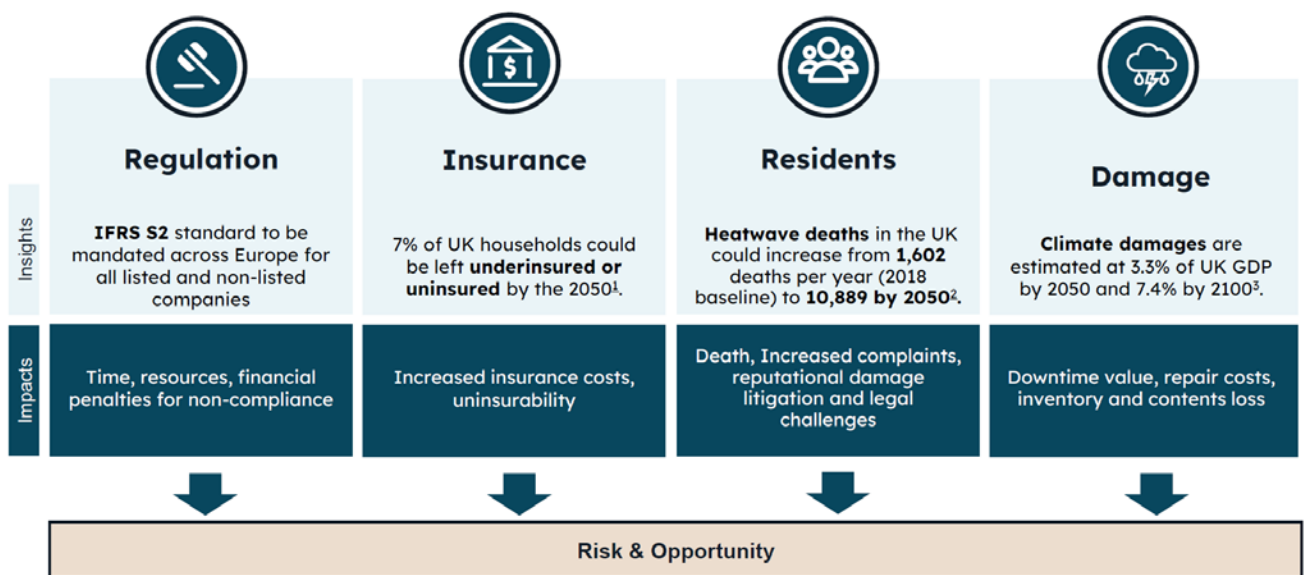 Regulation
Insurance
Residents
Damage
Insights
IFRS S2 standard to be
mandated across Europe for
all listed and non-listed
companies
7% of UK households could
be left underinsured or
uninsured by the 2050¹.
Heatwave deaths in the UK
could increase from 1,602
deaths per year (2018
baseline) to 10,889 by 2050².
Climate damages are
estimated at 3.3% of UK GDP
by 2050 and 7.4% by 2100³.
Impacts
Time, resources, financial
penalties for non-compliance
Increased insurance costs,
uninsurability
Death, Increased complaints,
reputational damage
litigation and legal
challenges
Downtime value, repair costs,
inventory and contents loss
Risk & Opportunity